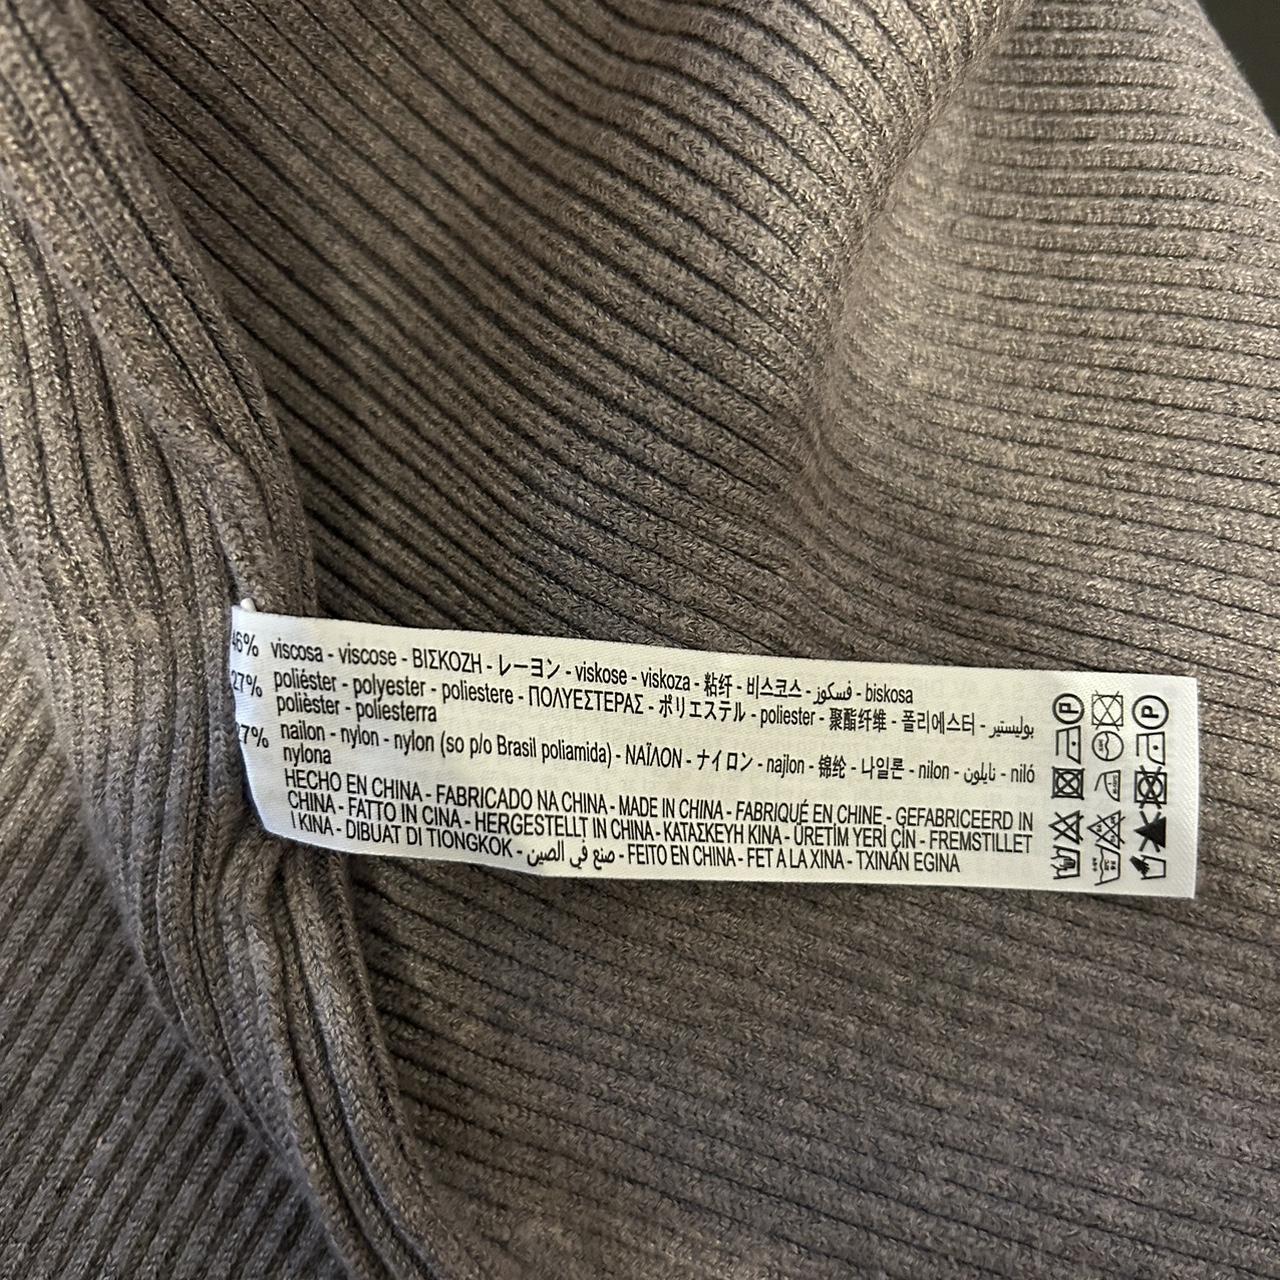 46% viscosa - viscose - ΒΙΣΚΟΖΗ - レーヨン - viskose - viskoza - 粘纤 - 비스코스 - فسكوز - biskosa
27% poliéster - polyester - poliestere - ΠΟΛΥΕΣΤΕΡΑΣ - ポリエステル - poliester - 聚酯纤维 - 폴리에스터 - بوليستير -
polièster - poliesterra
27% nailon - nylon - nylon (so p/o Brasil poliamida) - ΝΑΪΛΟΝ - ナイロン - najlon - 锦纶 - 나일론 - nilon - نايلون - niló
nylona
HECHO EN CHINA - FABRICADO NA CHINA - MADE IN CHINA - FABRIQUÉ EN CHINE - GEFABRICEERD IN
CHINA - FATTO IN CINA - HERGESTELLT IN CHINA - ΚΑΤΑΣΚΕΥΗ ΚΙΝΑ - ÜRETİM YERİ ÇİN - FREMSTILLET
I KINA - DIBUAT DI TIONGKOK - صنع في الصين - FEITO EN CHINA - FET A LA XINA - TXINAN EGINA